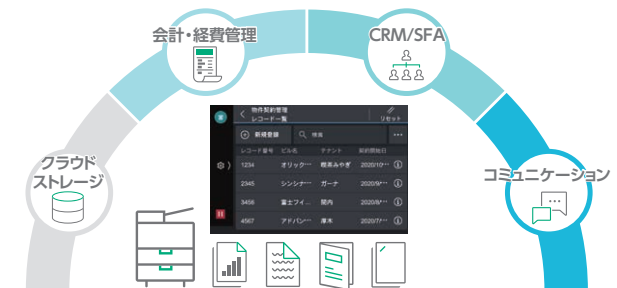 会計・経費管理
CRM/SFA
クラウド
ストレージ
コミュニケーション
物件契約管理
レコード一覧
リセット
新規登録
検索
レコード番号 ビル名 テナント 契約開始日
1234 オリック… 樫美みやぎ 2020/10/…
2345 シンシナ… ガーナ 2020/9/…
3456 富士フイ… 関内 2020/8/…
4567 アドバン… 厚木 2020/7/…